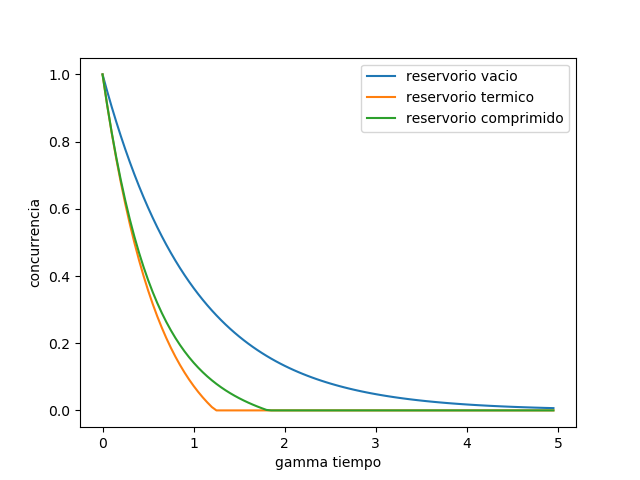 reservorio vacio
reservorio termico
reservorio comprimido
concurrencia
1.0
0.8
0.6
0.4
0.2
0.0
0 1 2 3 4 5
gamma tiempo